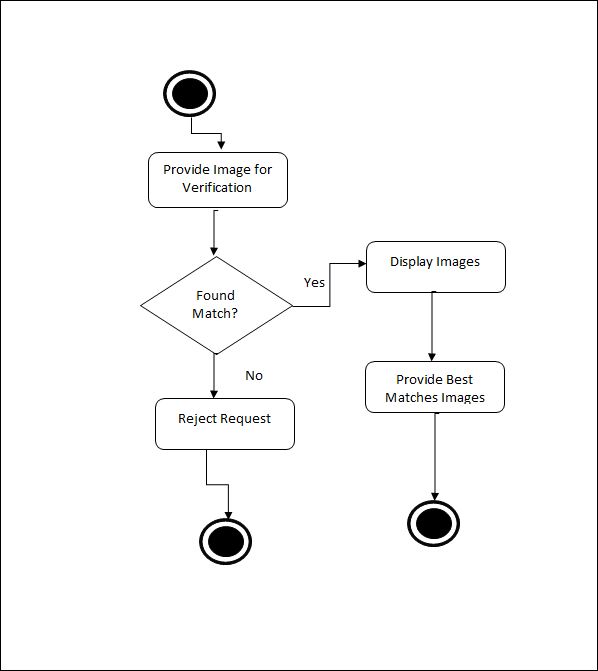 Provide Image for
Verification
Found
Match?
Yes
Display Images
No
Provide Best
Matches Images
Reject Request